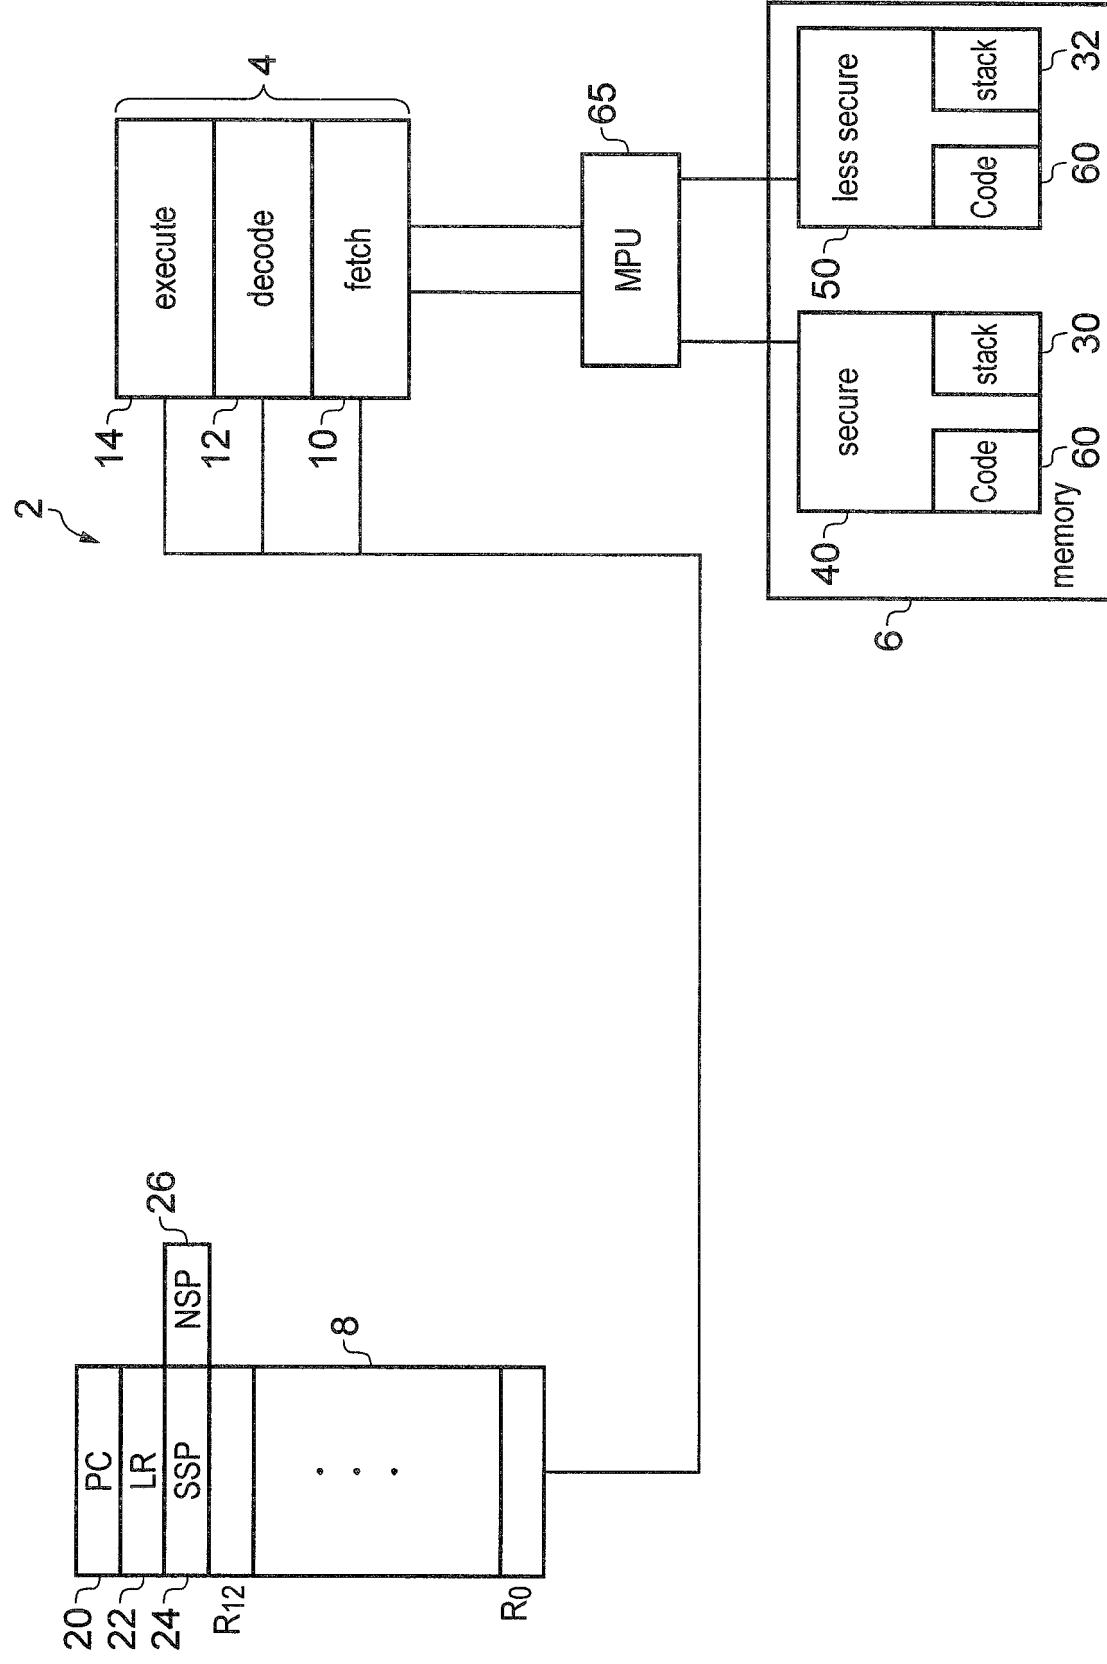 2
20
PC
22
LR
24
SSP
NSP
26
R12
8
R0
14
execute
12
decode
10
fetch
4
MPU
65
6
memory
40
secure
Code
60
stack
30
50
less secure
Code
60
stack
32